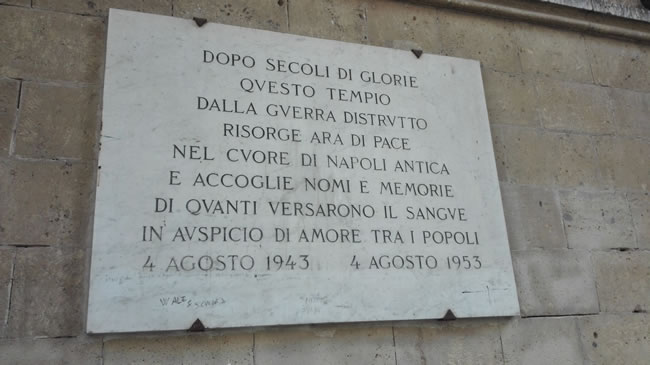 DOPO SECOLI DI GLORIE
QVESTO TEMPIO
DALLA GVERRA DISTRVTTO
RISORGE ARA DI PACE
NEL CVORE DI NAPOLI ANTICA
E ACCOGLIE NOMI E MEMORIE
DI QVANTI VERSARONO IL SANGVE
IN AVSPICIO DI AMORE TRA I POPOLI
4 AGOSTO 1943 4 AGOSTO 1953